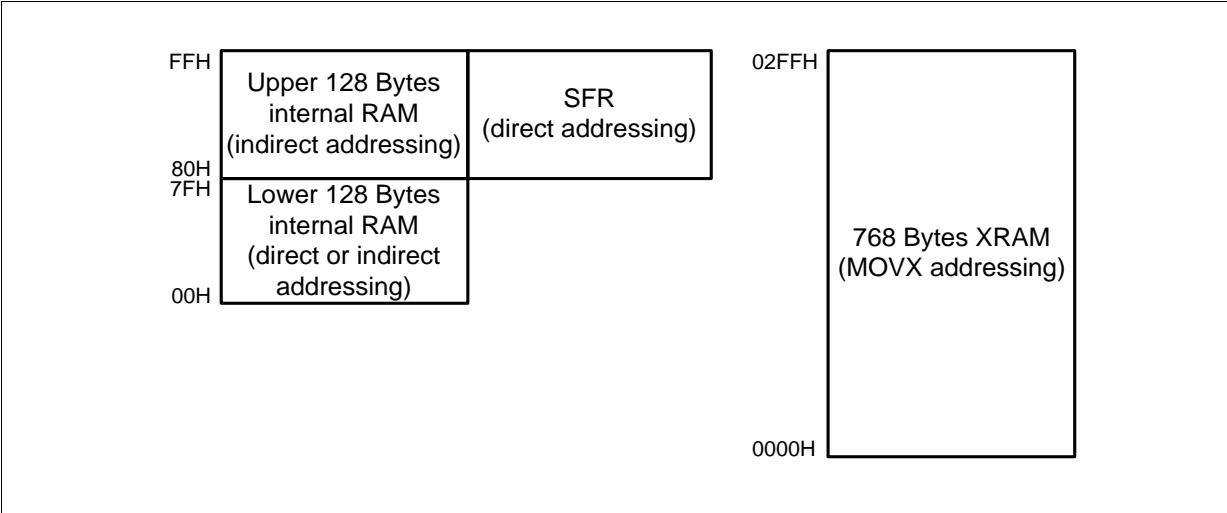 FFH
Upper 128 Bytes
internal RAM
(indirect addressing)
SFR
(direct addressing)
80H
7FH
Lower 128 Bytes
internal RAM
(direct or indirect
addressing)
00H
02FFH
768 Bytes XRAM
(MOVX addressing)
0000H